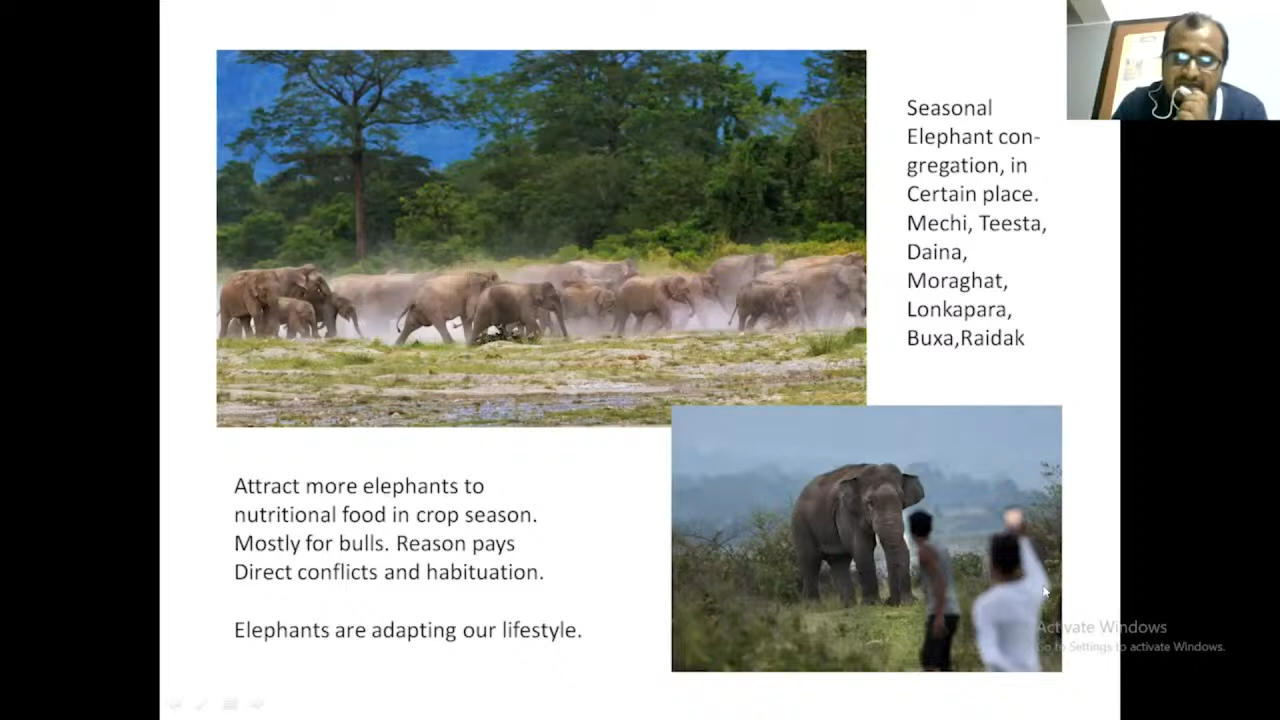 Seasonal
Elephant con-
gregation, in
Certain place.
Mechi, Teesta,
Daina,
Moraghat,
Lonkapara,
Buxa,Raidak
Attract more elephants to
nutritional food in crop season.
Mostly for bulls. Reason pays
Direct conflicts and habituation.
Elephants are adapting our lifestyle.
Activate Windows
Go to Settings to activate Windows.